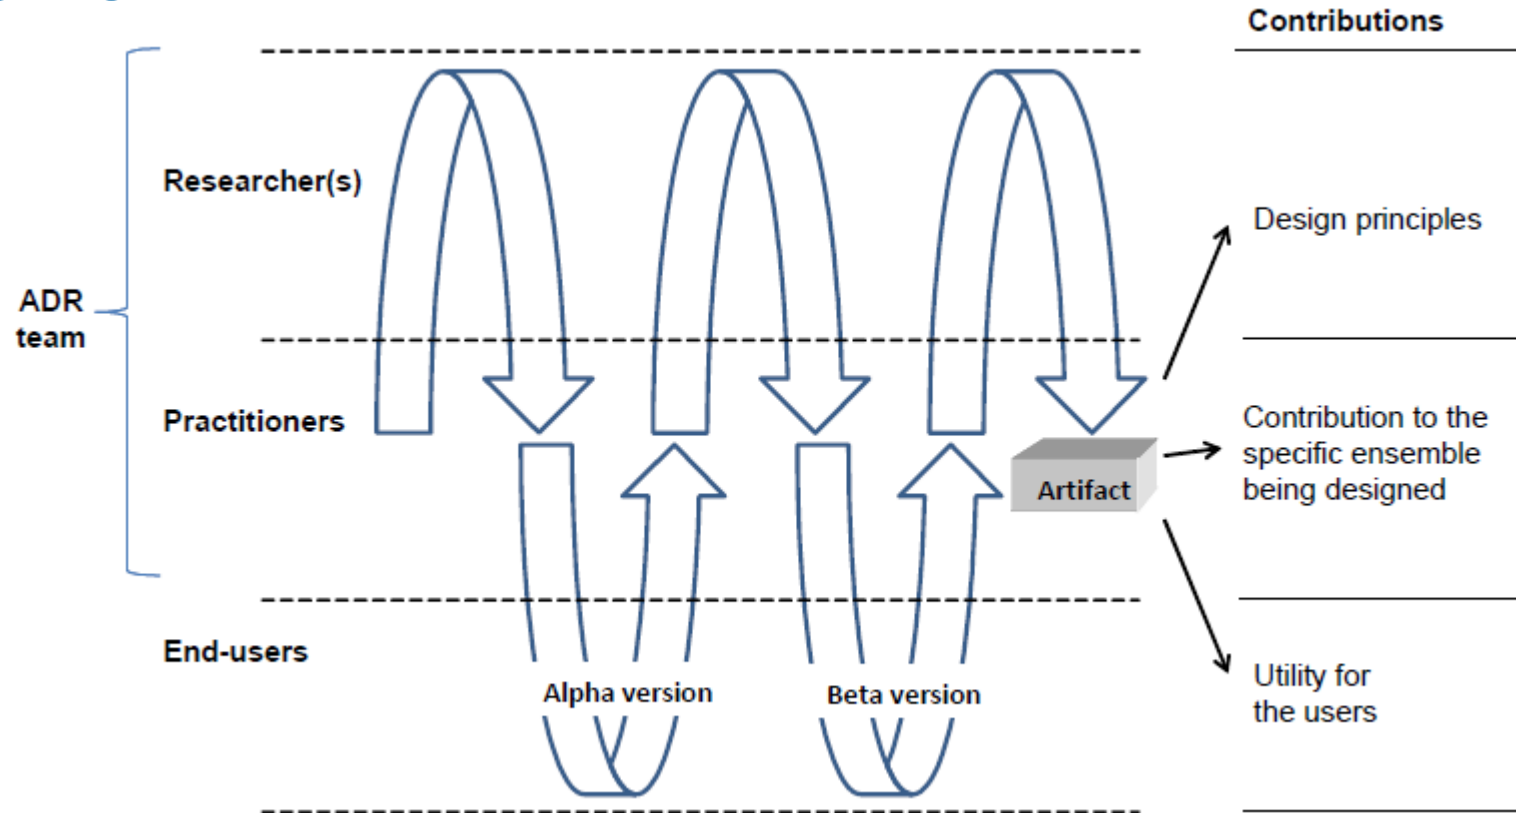 Contributions
Researcher(s)
Design principles
ADR
team
Practitioners
Contribution to the
specific ensemble
being designed
Artifact
End-users
Alpha version
Beta version
Utility for
the users